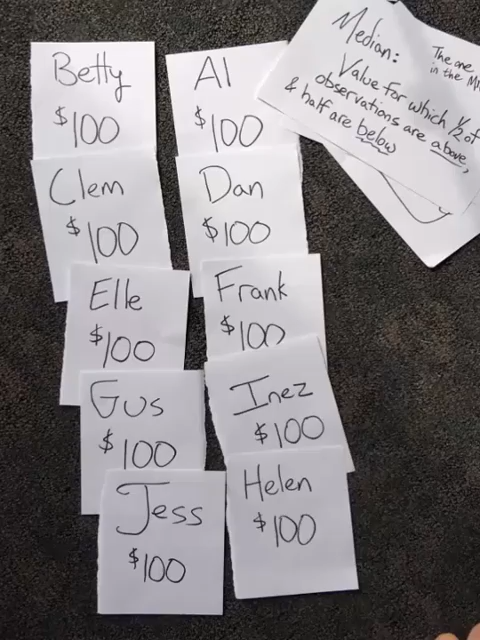 Betty
$100
Al
$100
Clem
$100
Dan
$100
Elle
$100
Frank
$100
Gus
$100
Inez
$100
Jess
$100
Helen
$100
Median:
The one
in the
Value for which 1/2 of
observations are above,
& half are below